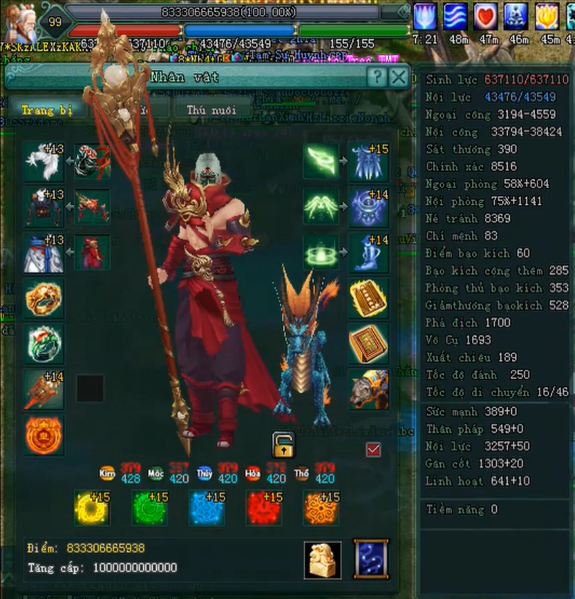 833306665938(100.00%)
99
637110
43476/43549
155/155
7:21 48m 47m 46m 45m
Nhân vật
?
Trang bị
Thú nuôi
+13
+15
+13
+14
+13
+14
+14
Kim 428
Mộc 420
Thủy 420
Hỏa 420
Thổ 420
+15 +15 +15 +15 +15
Điểm: 833306665938
Tăng cấp: 1000000000000
Sinh lực 637110/637110
Nội lực 43476/43549
Ngoại công 3194-4559
Nội công 33794-38424
Sát thương 390
Chính xác 8516
Ngoại phòng 58%+604
Nội phòng 75%+1141
Né tránh 8369
Chí mệnh 83
Điểm bạo kích 60
Bạo kích cộng thêm 285
Phòng thủ bạo kích 353
Giảm thương bạo kích 528
Phá địch 1700
Vô Cụ 1693
Xuất chiêu 189
Tốc độ đánh 250
Tốc độ di chuyển 16/46
Sức mạnh 389+0
Thân pháp 549+0
Nội lực 3257+50
Gân cốt 1303+20
Linh hoạt 641+10
Tiềm năng 0